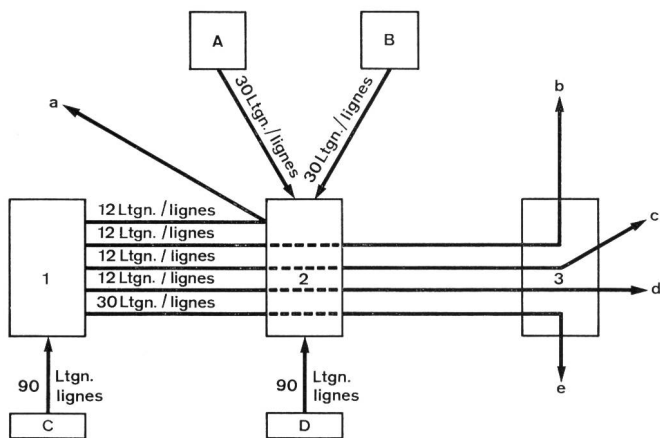 A
B
30 Ltgn./lignes
30 Ltgn./lignes
a
b
12 Ltgn. / lignes
12 Ltgn. / lignes
12 Ltgn. / lignes
12 Ltgn. / lignes
30 Ltgn. / lignes
1
2
3
c
d
e
90 Ltgn.
lignes
90 Ltgn.
lignes
C
D